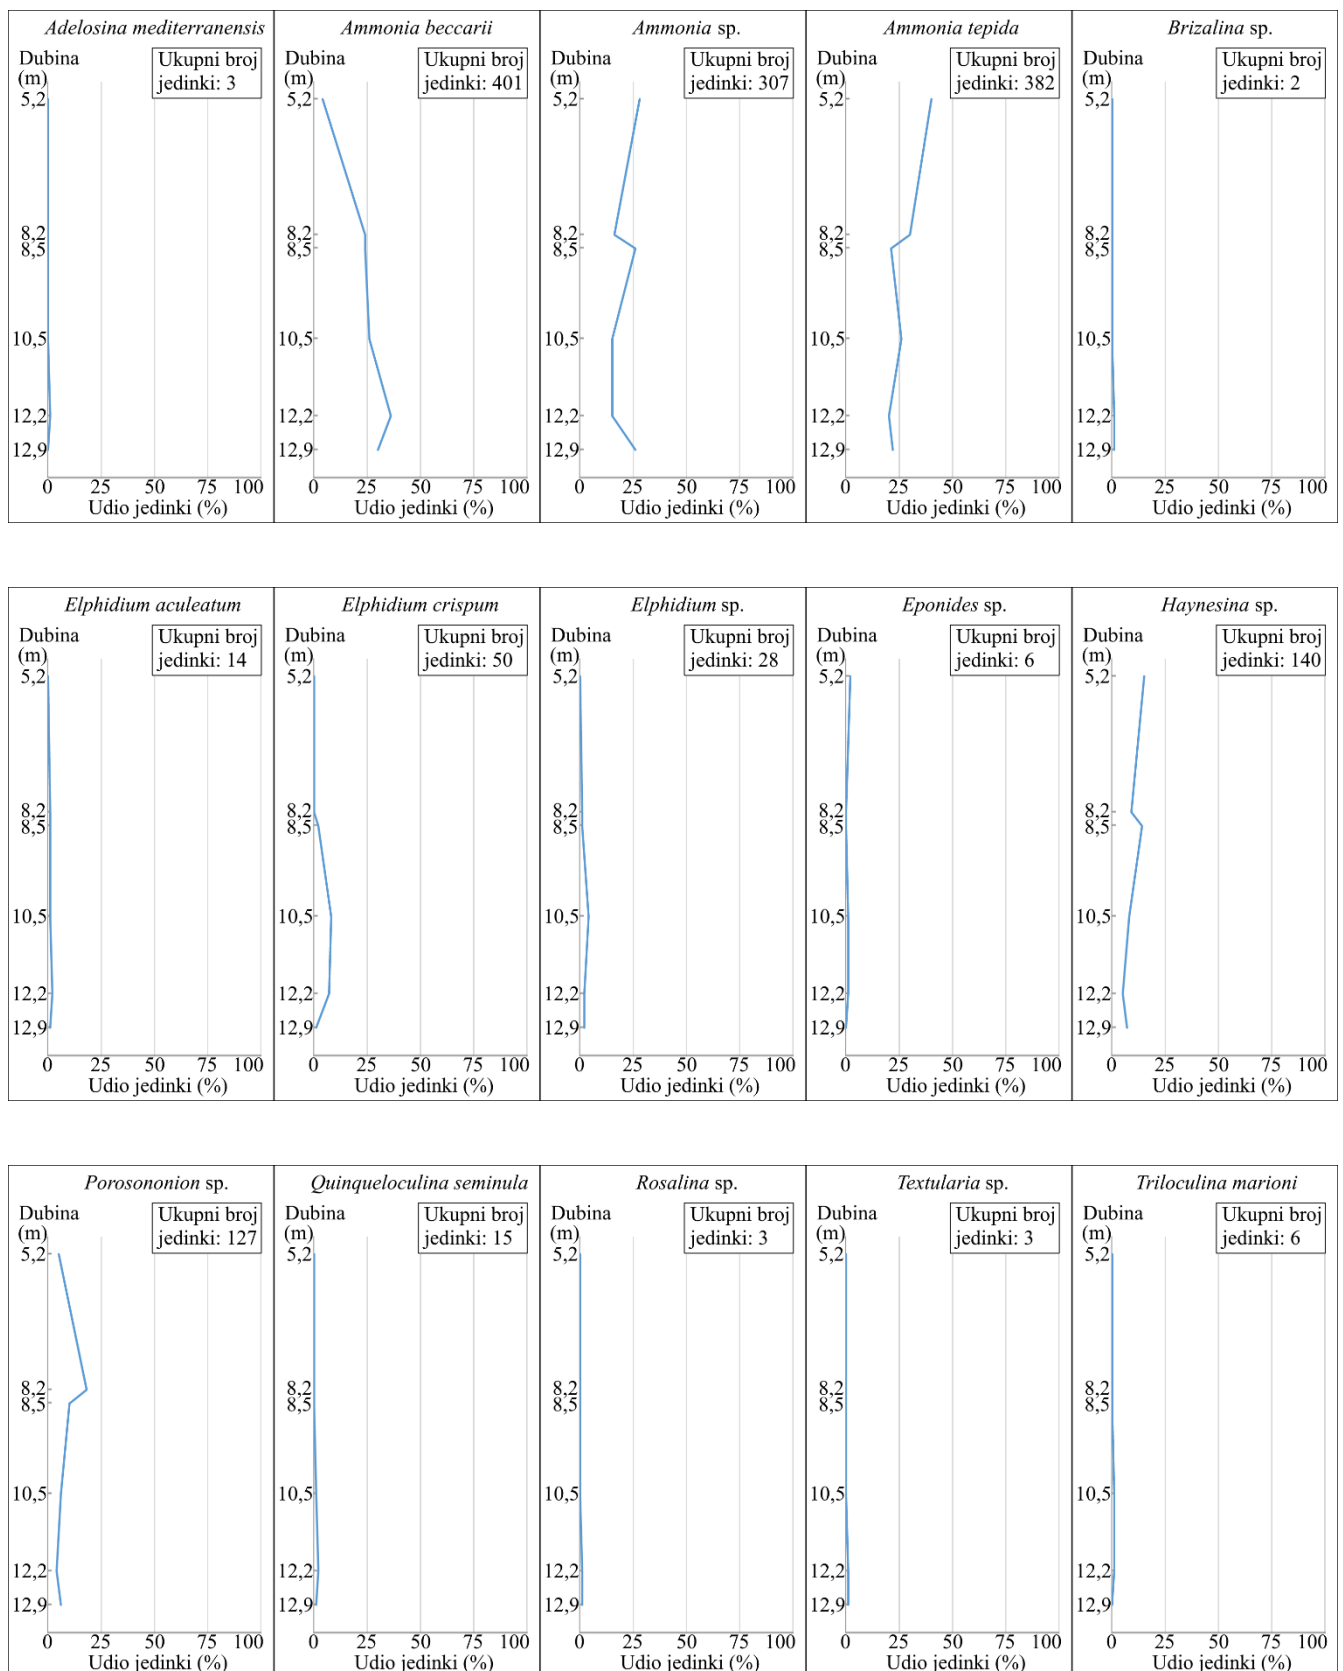 Adelosina mediterranensis
Dubina
(m)
Ukupni broj
jedinki: 3
5,2
8,2
8,5
10,5
12,2
12,9
0 25 50 75 100
Udio jedinki (%)
Ammonia beccarii
Dubina
(m)
Ukupni broj
jedinki: 401
5,2
8,2
8,5
10,5
12,2
12,9
0 25 50 75 100
Udio jedinki (%)
Ammonia sp.
Dubina
(m)
Ukupni broj
jedinki: 307
5,2
8,2
8,5
10,5
12,2
12,9
0 25 50 75 100
Udio jedinki (%)
Ammonia tepida
Dubina
(m)
Ukupni broj
jedinki: 382
5,2
8,2
8,5
10,5
12,2
12,9
0 25 50 75 100
Udio jedinki (%)
Brizalina sp.
Dubina
(m)
Ukupni broj
jedinki: 2
5,2
8,2
8,5
10,5
12,2
12,9
0 25 50 75 100
Udio jedinki (%)
Elphidium aculeatum
Dubina
(m)
Ukupni broj
jedinki: 14
5,2
8,2
8,5
10,5
12,2
12,9
0 25 50 75 100
Udio jedinki (%)
Elphidium crispum
Dubina
(m)
Ukupni broj
jedinki: 50
5,2
8,2
8,5
10,5
12,2
12,9
0 25 50 75 100
Udio jedinki (%)
Elphidium sp.
Dubina
(m)
Ukupni broj
jedinki: 28
5,2
8,2
8,5
10,5
12,2
12,9
0 25 50 75 100
Udio jedinki (%)
Eponides sp.
Dubina
(m)
Ukupni broj
jedinki: 6
5,2
8,2
8,5
10,5
12,2
12,9
0 25 50 75 100
Udio jedinki (%)
Haynesina sp.
Dubina
(m)
Ukupni broj
jedinki: 140
5,2
8,2
8,5
10,5
12,2
12,9
0 25 50 75 100
Udio jedinki (%)
Porosononion sp.
Dubina
(m)
Ukupni broj
jedinki: 127
5,2
8,2
8,5
10,5
12,2
12,9
0 25 50 75 100
Udio jedinki (%)
Quinqueloculina seminula
Dubina
(m)
Ukupni broj
jedinki: 15
5,2
8,2
8,5
10,5
12,2
12,9
0 25 50 75 100
Udio jedinki (%)
Rosalina sp.
Dubina
(m)
Ukupni broj
jedinki: 3
5,2
8,2
8,5
10,5
12,2
12,9
0 25 50 75 100
Udio jedinki (%)
Textularia sp.
Dubina
(m)
Ukupni broj
jedinki: 3
5,2
8,2
8,5
10,5
12,2
12,9
0 25 50 75 100
Udio jedinki (%)
Triloculina marioni
Dubina
(m)
Ukupni broj
jedinki: 6
5,2
8,2
8,5
10,5
12,2
12,9
0 25 50 75 100
Udio jedinki (%)